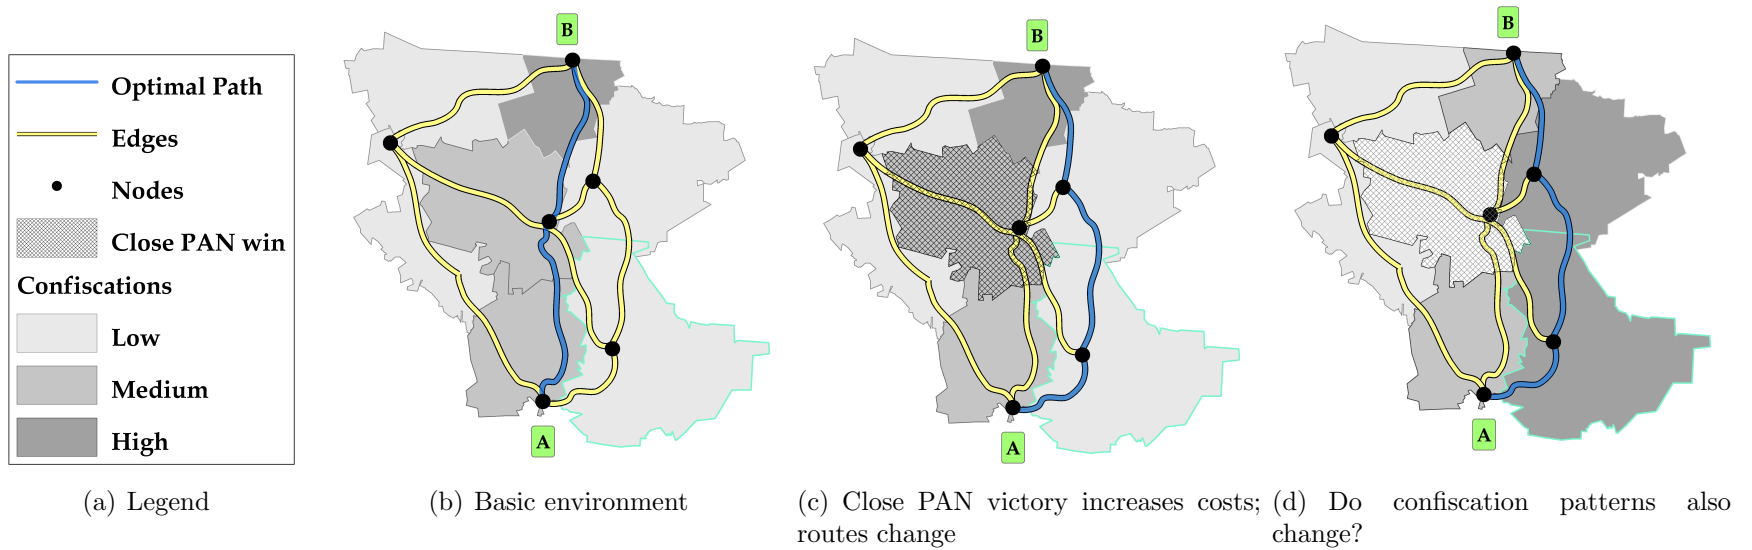 Optimal Path
Edges
Nodes
Close PAN win
Confiscations
Low
Medium
High
(a) Legend
B
A
(b) Basic environment
B
A
(c) Close PAN victory increases costs;
routes change
B
A
(d) Do confiscation patterns also
change?